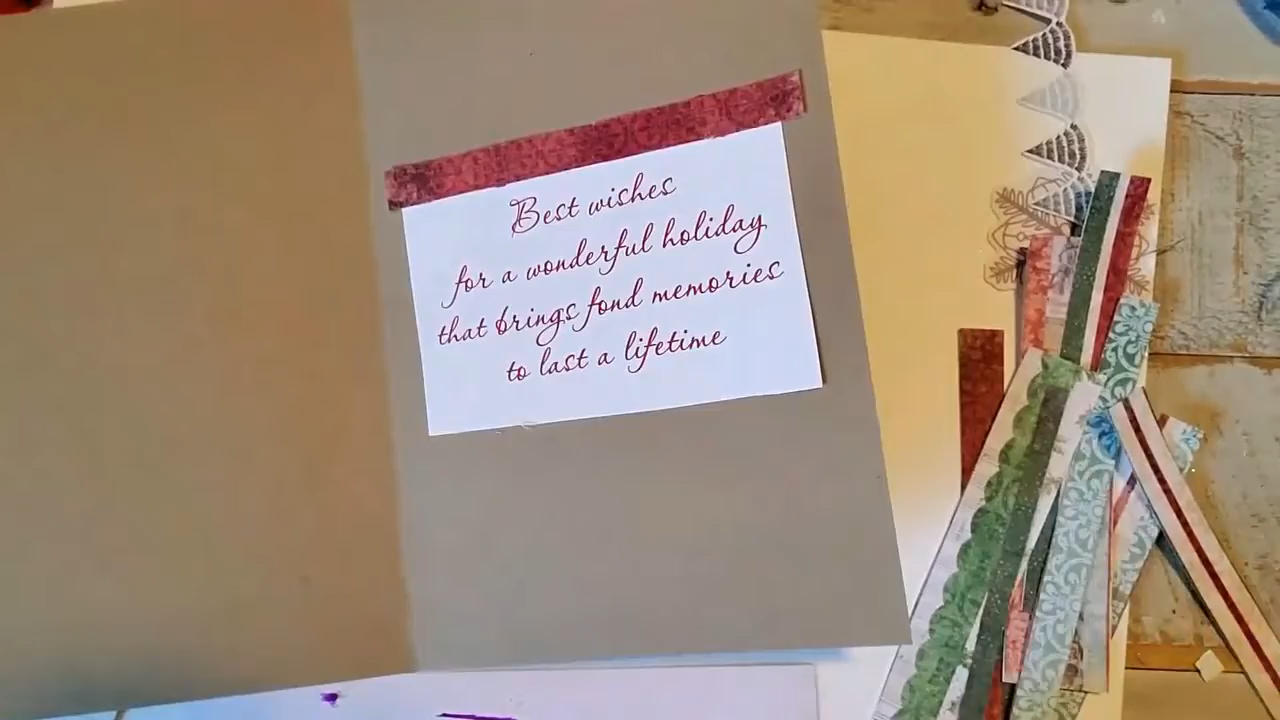 Best wishes
for a wonderful holiday
that brings fond memories
to last a lifetime